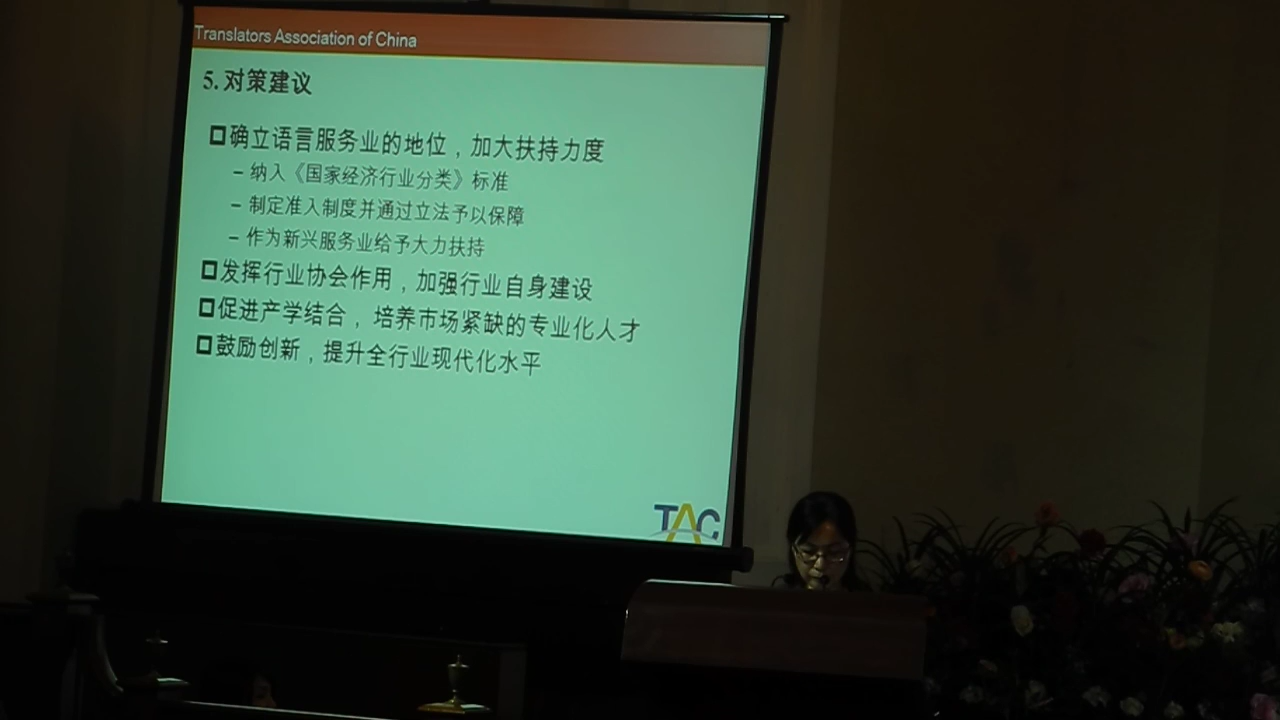 Translators Association of China
5. 对策建议
确立语言服务业的地位，加大扶持力度
– 纳入《国家经济行业分类》标准
– 制定准入制度并通过立法予以保障
– 作为新兴服务业给予大力扶持
发挥行业协会作用，加强行业自身建设
促进产学结合，培养市场紧缺的专业化人才
鼓励创新，提升全行业现代化水平
TAC